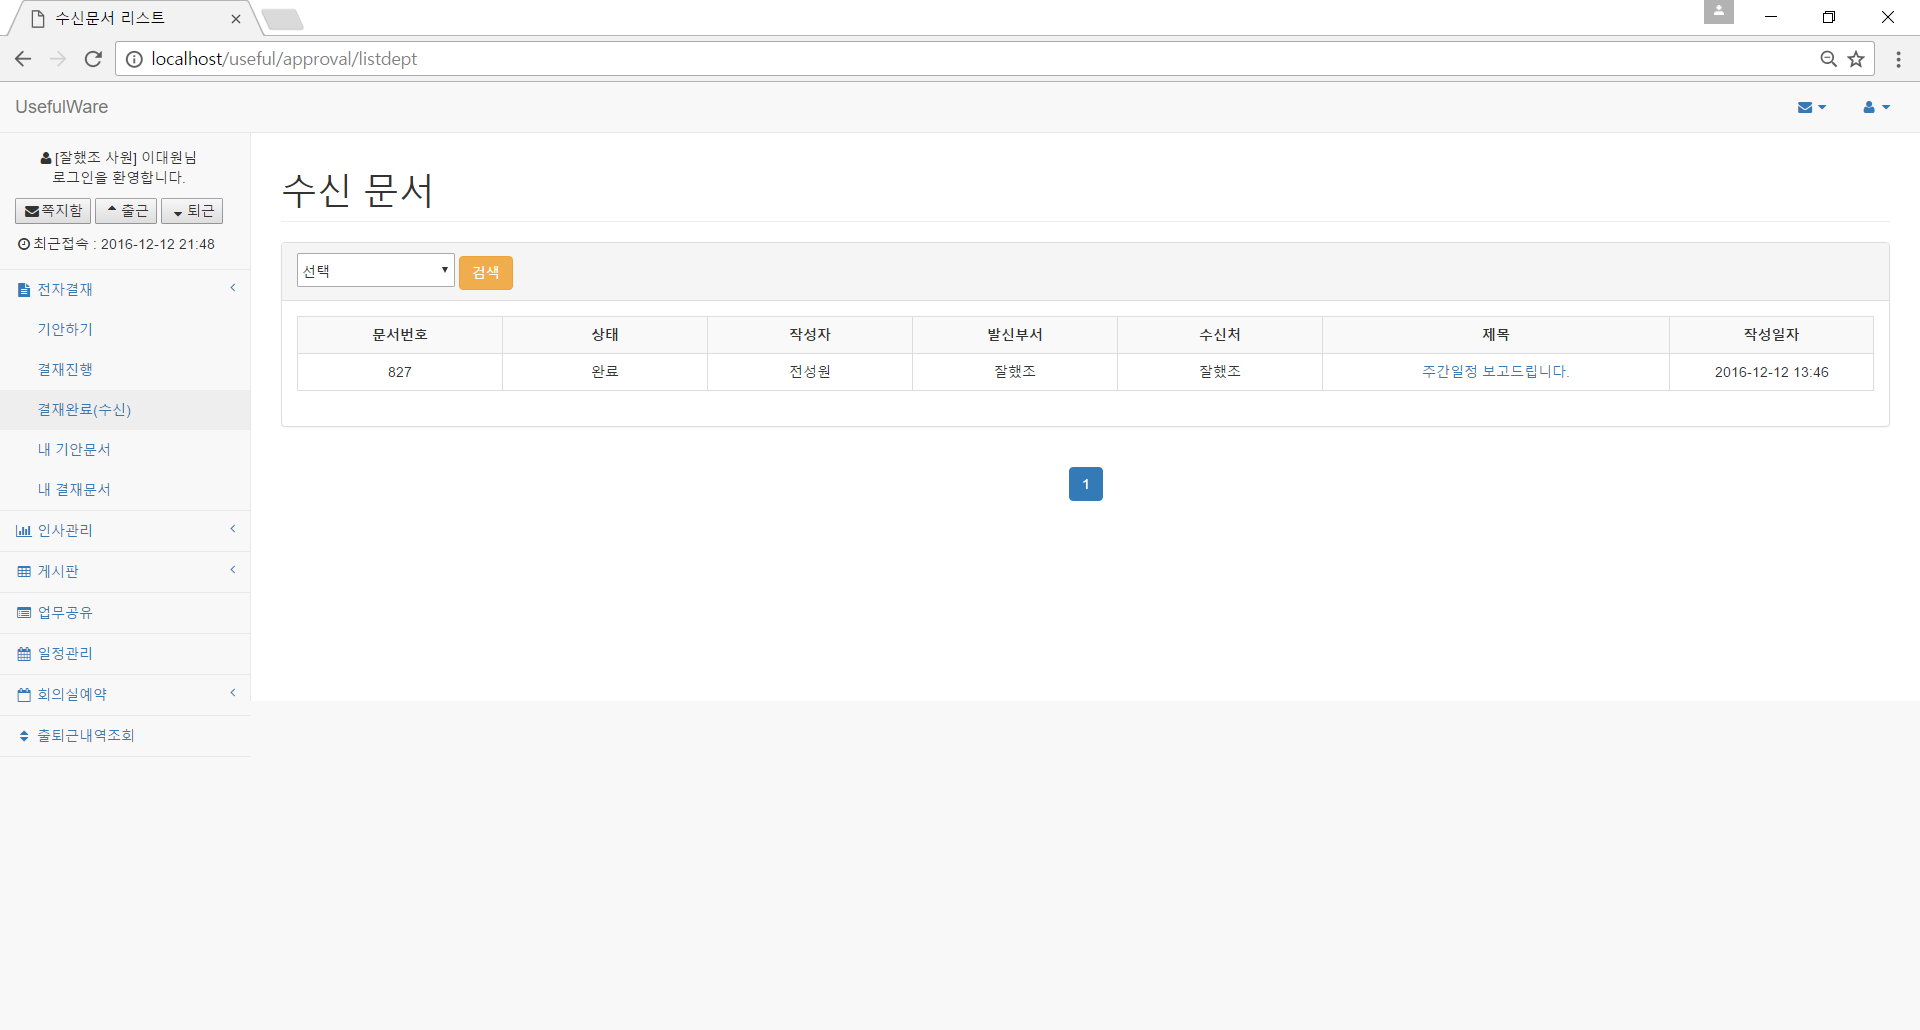 수신문서 리스트
localhost/useful/approval/listdept
UsefulWare
[잘했조 사원] 이대원님
로그인을 환영합니다.
쪽지함 출근 퇴근
최근접속 : 2016-12-12 21:48
전자결재
기안하기
결재진행
결재완료(수신)
내 기안문서
내 결재문서
인사관리
게시판
업무공유
일정관리
회의실예약
출퇴근내역조회
수신 문서
선택 검색
문서번호 상태 작성자 발신부서 수신처 제목 작성일자
827 완료 전성원 잘했조 잘했조 주간일정 보고드립니다. 2016-12-12 13:46
1